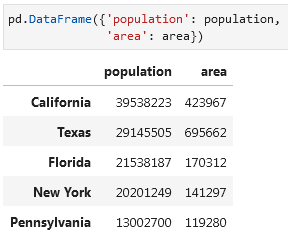 pd.DataFrame({'population': population,
'area': area})
population area
California 39538223 423967
Texas 29145505 695662
Florida 21538187 170312
New York 20201249 141297
Pennsylvania 13002700 119280